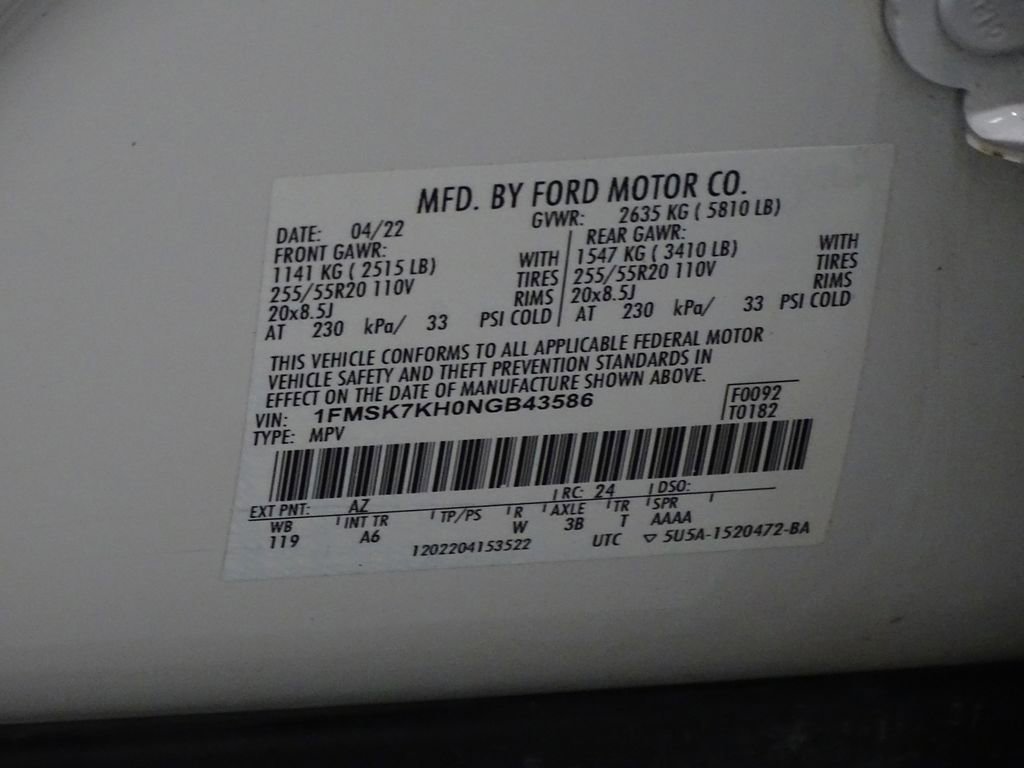 MFD. BY FORD MOTOR CO.
DATE: 04/22 GVWR: 2635 KG ( 5810 LB)
FRONT GAWR: REAR GAWR:
1141 KG ( 2515 LB) WITH 1547 KG ( 3410 LB) WITH
255/55R20 110V TIRES 255/55R20 110V TIRES
20x8.5J RIMS 20x8.5J RIMS
AT 230 kPa/ 33 PSI COLD AT 230 kPa/ 33 PSI COLD
THIS VEHICLE CONFORMS TO ALL APPLICABLE FEDERAL MOTOR
VEHICLE SAFETY AND THEFT PREVENTION STANDARDS IN
EFFECT ON THE DATE OF MANUFACTURE SHOWN ABOVE.
VIN: 1FMSK7KH0NGB43586 F0092
TYPE: MPV T0182
EXT PNT: AZ RC: 24 DSO:
WB INT TR TP/PS R AXLE TR SPR
119 A6 W 3B T AAAA
1202204153522 UTC ▽ 5U5A-1520472-BA